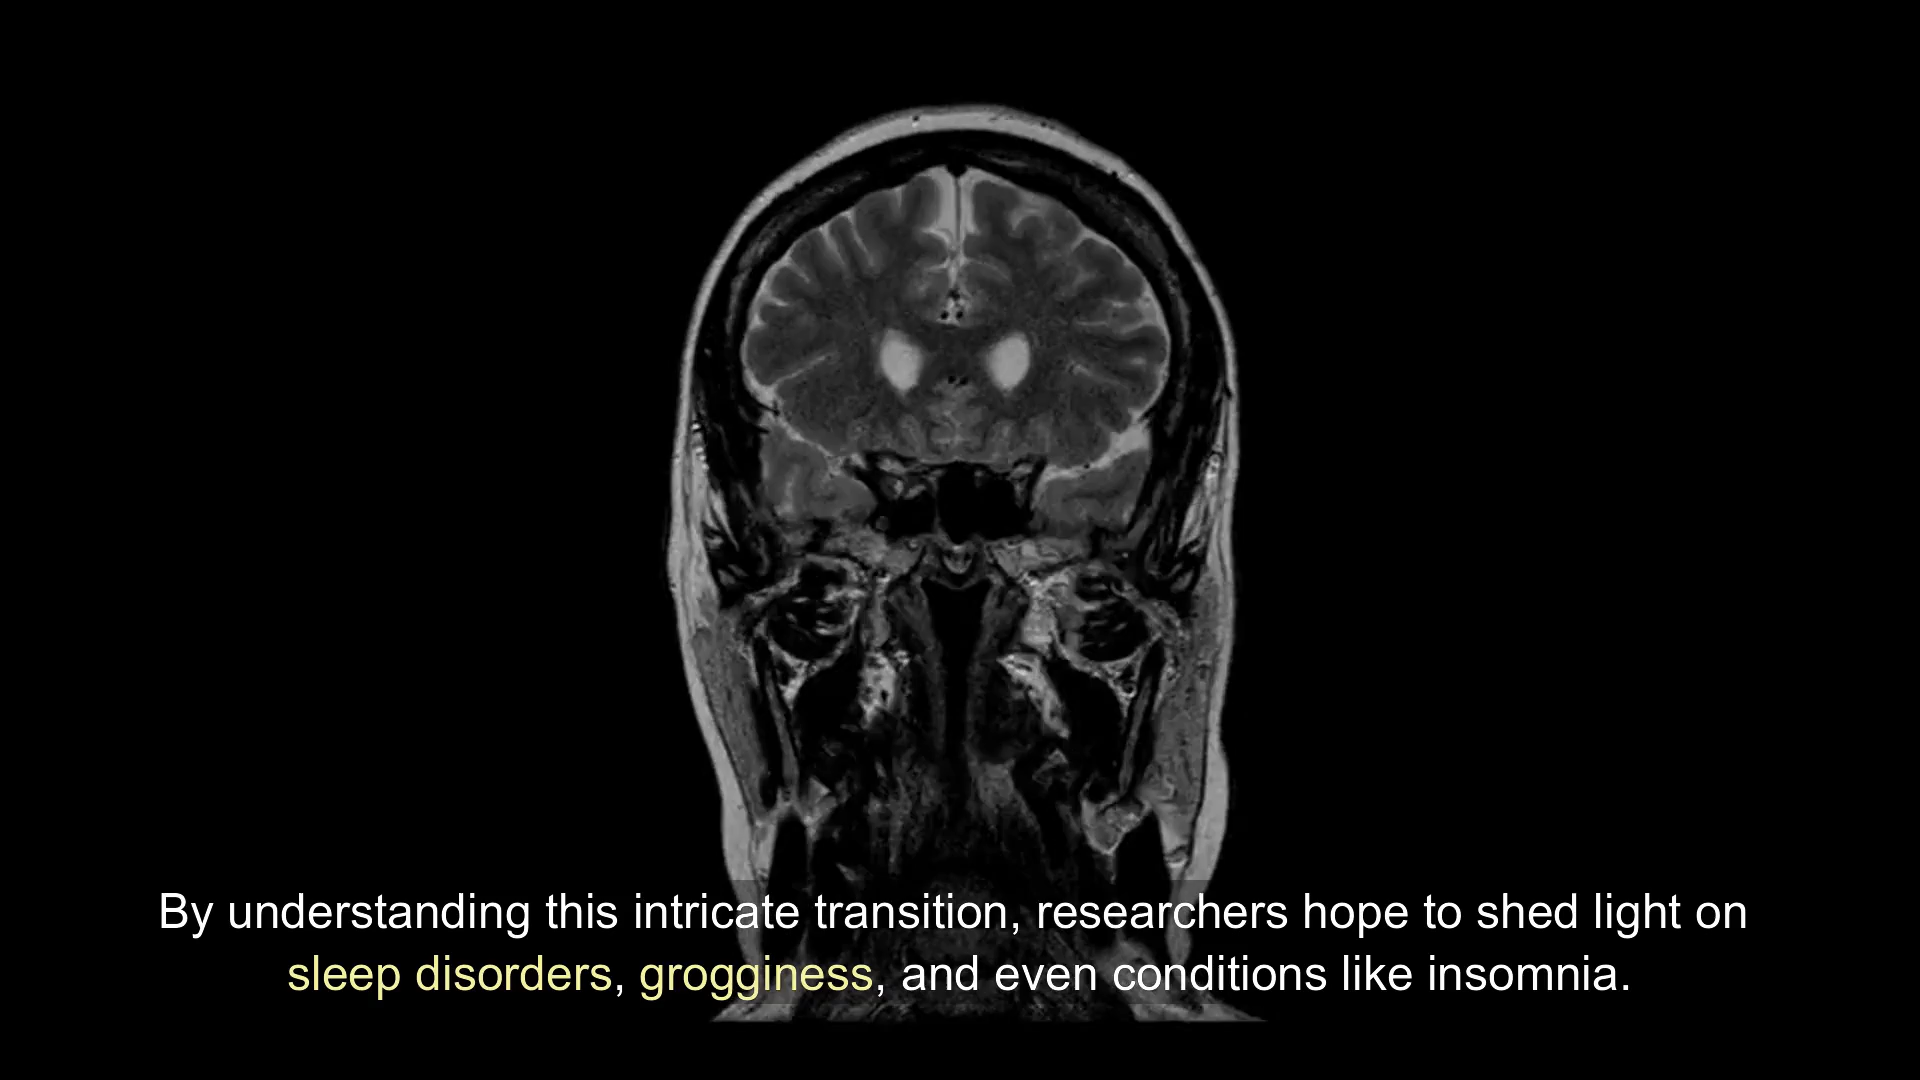 By understanding this intricate transition, researchers hope to shed light on
sleep disorders, grogginess, and even conditions like insomnia.